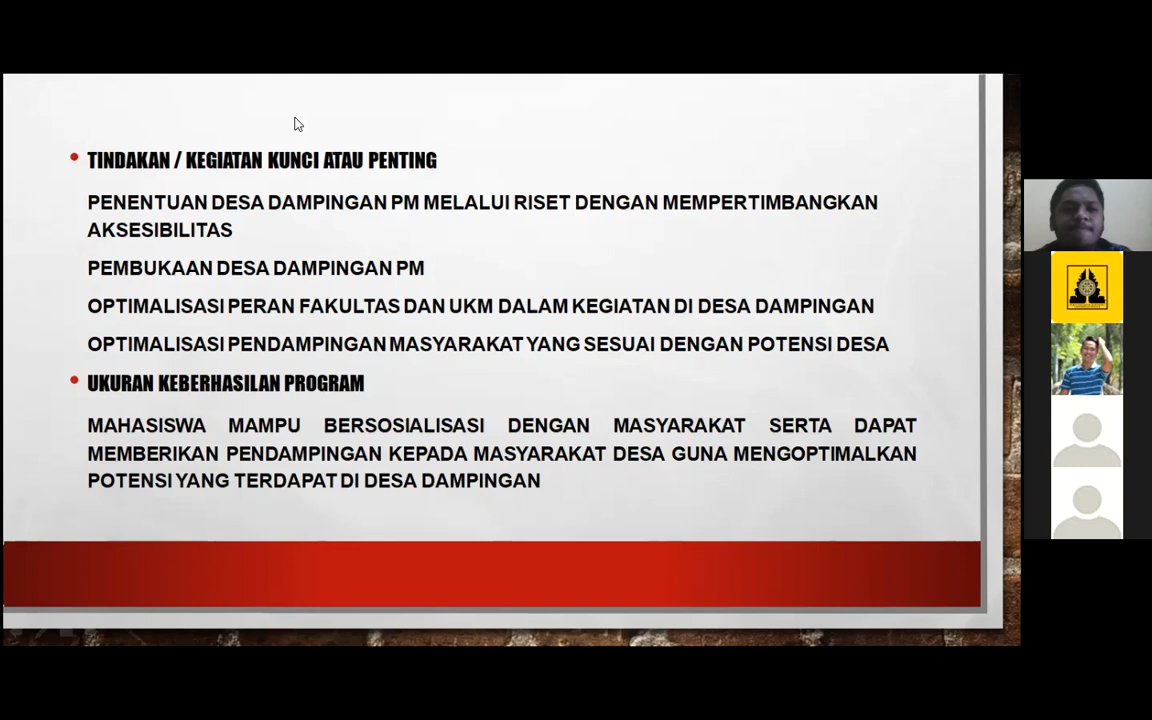 TINDAKAN / KEGIATAN KUNCI ATAU PENTING
PENENTUAN DESA DAMPINGAN PM MELALUI RISET DENGAN MEMPERTIMBANGKAN
AKSESIBILITAS
PEMBUKAAN DESA DAMPINGAN PM
OPTIMALISASI PERAN FAKULTAS DAN UKM DALAM KEGIATAN DI DESA DAMPINGAN
OPTIMALISASI PENDAMPINGAN MASYARAKAT YANG SESUAI DENGAN POTENSI DESA
UKURAN KEBERHASILAN PROGRAM
MAHASISWA MAMPU BERSOSIALISASI DENGAN MASYARAKAT SERTA DAPAT
MEMBERIKAN PENDAMPINGAN KEPADA MASYARAKAT DESA GUNA MENGOPTIMALKAN
POTENSI YANG TERDAPAT DI DESA DAMPINGAN